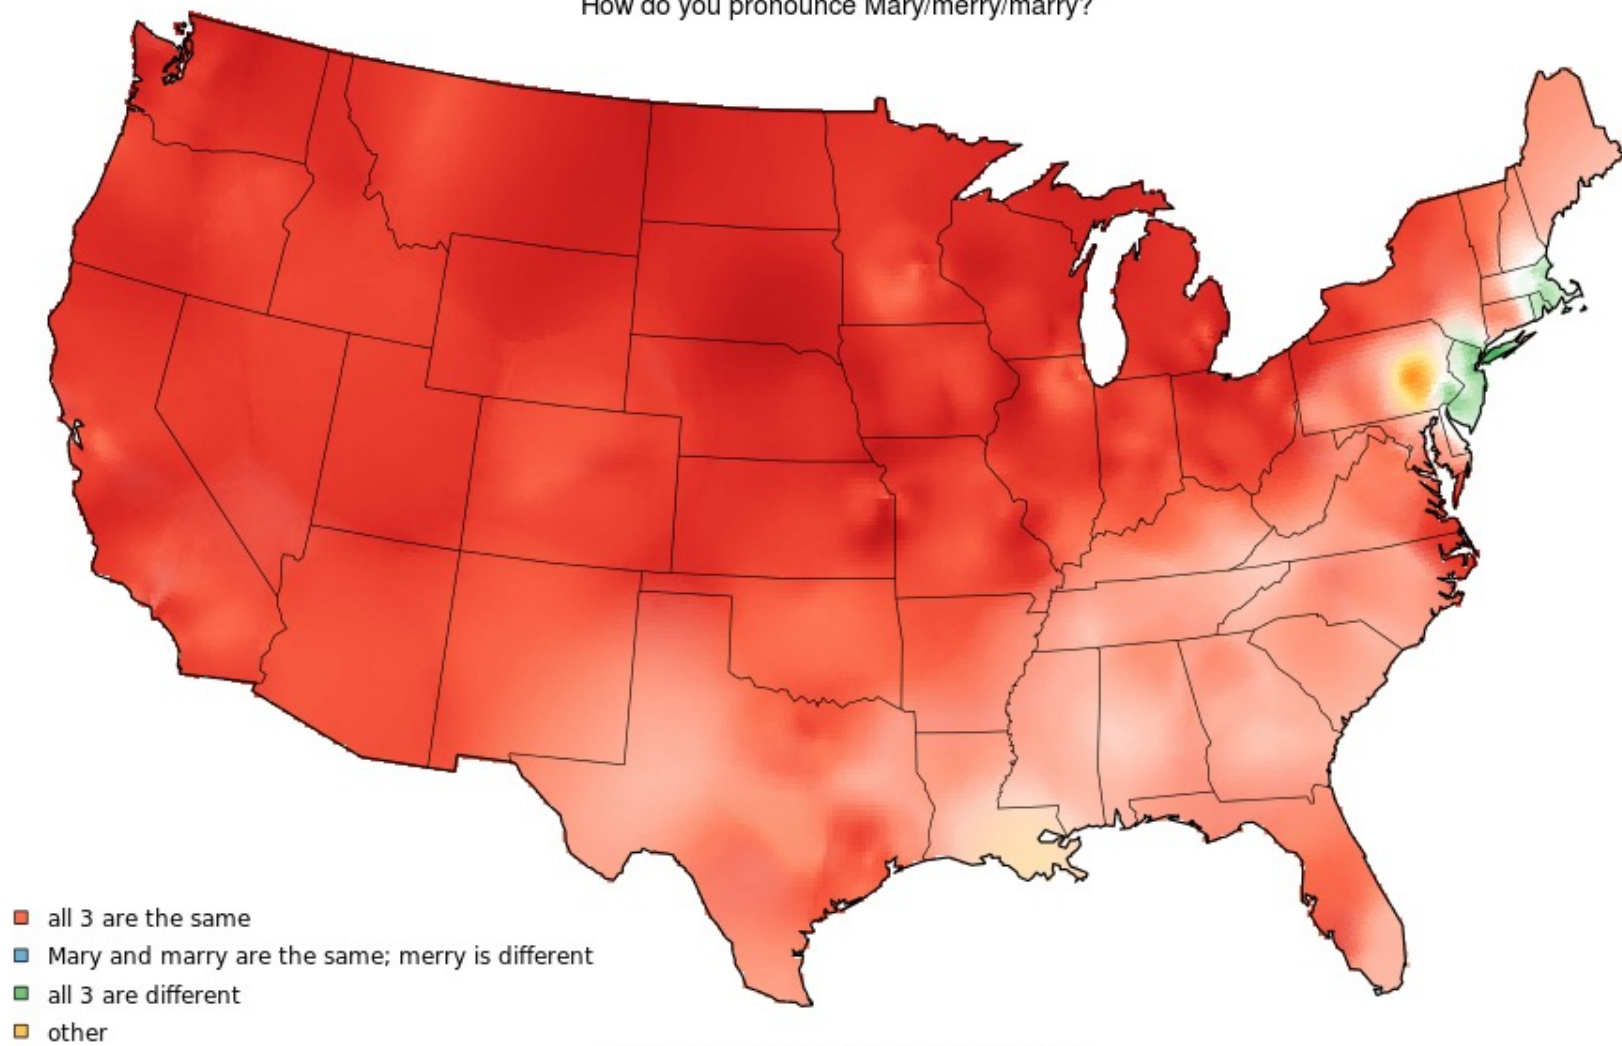 How do you pronounce Mary/merry/marry?
all 3 are the same
Mary and marry are the same; merry is different
all 3 are different
other